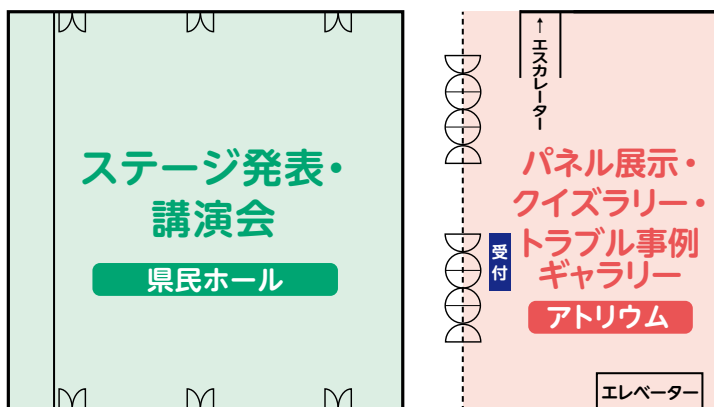 ステージ発表・
講演会
県民ホール
↑エスカレーター
パネル展示・
クイズラリー・
トラブル事例
ギャラリー
アトリウム
受付
エレベーター